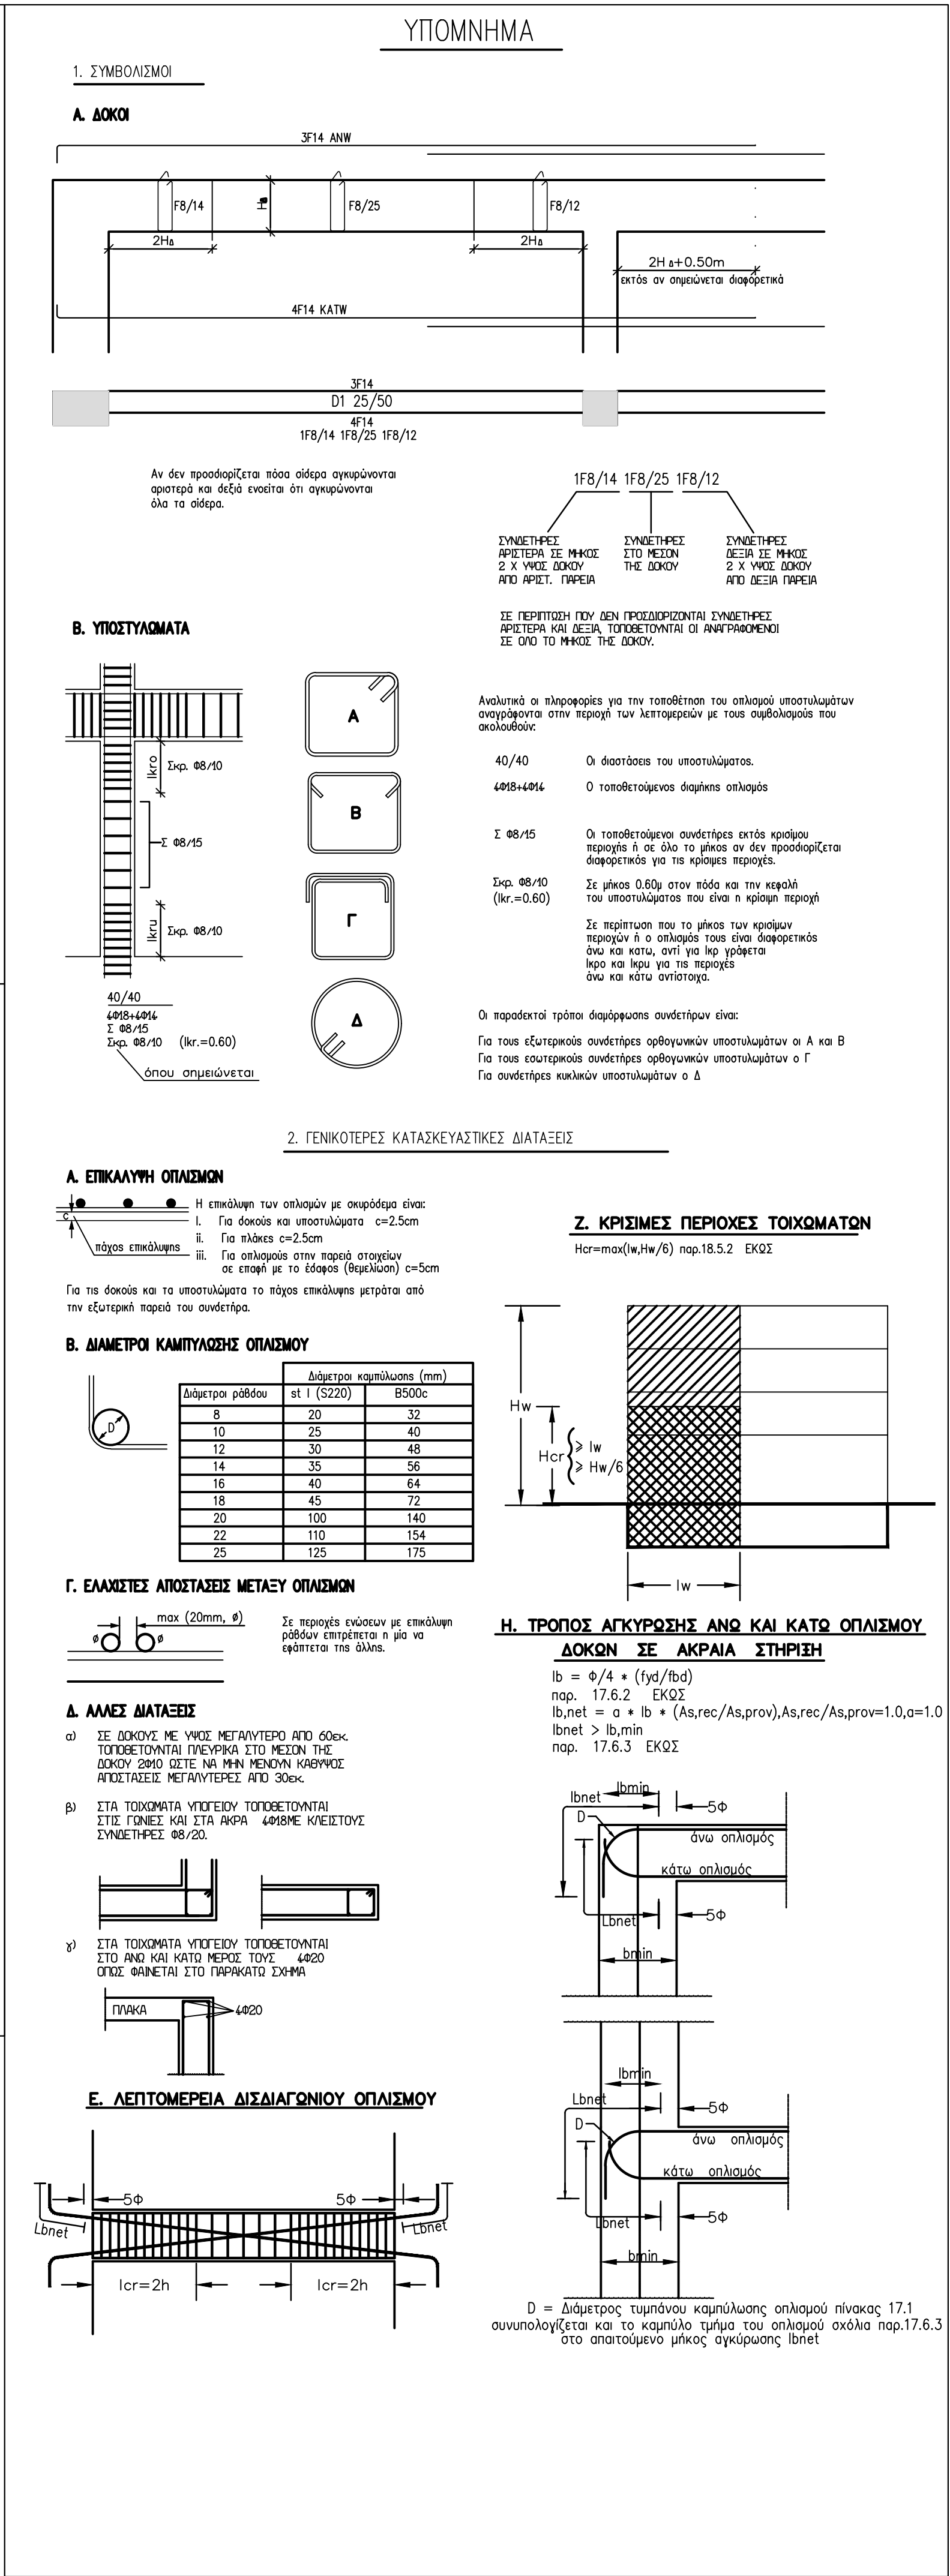 ΥΠΟΜΝΗΜΑ
1. ΣΥΜΒΟΛΙΣΜΟΙ
Α. ΔΟΚΟΙ
3F14 ANW
F8/14
HΔ
F8/25
F8/12
2HΔ
2HΔ
2H Δ+0.50m
εκτός αν σημειώνεται διαφορετικά
4F14 KATW
3F14
D1 25/50
4F14
1F8/14 1F8/25 1F8/12
Αν δεν προσδιορίζεται πόσα σίδερα αγκυρώνονται
αριστερά και δεξιά ενοείται ότι αγκυρώνονται
όλα τα σίδερα.
1F8/14 1F8/25 1F8/12
ΣΥΝΔΕΤΗΡΕΣ
ΑΡΙΣΤΕΡΑ ΣΕ ΜΗΚΟΣ
2 Χ ΥΨΟΣ ΔΟΚΟΥ
ΑΠΟ ΑΡΙΣΤ. ΠΑΡΕΙΑ
ΣΥΝΔΕΤΗΡΕΣ
ΣΤΟ ΜΕΣΟΝ
ΤΗΣ ΔΟΚΟΥ
ΣΥΝΔΕΤΗΡΕΣ
ΔΕΞΙΑ ΣΕ ΜΗΚΟΣ
2 Χ ΥΨΟΣ ΔΟΚΟΥ
ΑΠΟ ΔΕΞΙΑ ΠΑΡΕΙΑ
ΣΕ ΠΕΡΙΠΤΩΣΗ ΠΟΥ ΔΕΝ ΠΡΟΣΔΙΟΡΙΖΟΝΤΑΙ ΣΥΝΔΕΤΗΡΕΣ
ΑΡΙΣΤΕΡΑ ΚΑΙ ΔΕΞΙΑ, ΤΟΠΟΘΕΤΟΥΝΤΑΙ ΟΙ ΑΝΑΓΡΑΦΟΜΕΝΟΙ
ΣΕ ΟΛΟ ΤΟ ΜΗΚΟΣ ΤΗΣ ΔΟΚΟΥ.
Β. ΥΠΟΣΤΥΛΩΜΑΤΑ
lkro
Σκρ. Φ8/10
Σ Φ8/15
lkru
Σκρ. Φ8/10
40/40
4Φ18+4Φ14
Σ Φ8/15
Σκρ. Φ8/10 (lkr.=0.60)
όπου σημειώνεται
Α
Β
Γ
Δ
Αναλυτικά οι πληροφορίες για την τοποθέτηση του οπλισμού υποστυλωμάτων
αναγράφονται στην περιοχή των λεπτομερειών με τους συμβολισμούς που
ακολουθούν:
40/40 Οι διαστάσεις του υποστυλώματος.
4Φ18+4Φ14 Ο τοποθετούμενος διαμήκης οπλισμός
Σ Φ8/15 Οι τοποθετούμενοι συνδετήρες εκτός κρισίμου
περιοχής ή σε όλο το μήκος αν δεν προσδιορίζεται
διαφορετικός για τις κρίσιμες περιοχές.
Σκρ. Φ8/10 Σε μήκος 0.60μ στον πόδα και την κεφαλή
(lkr.=0.60) του υποστυλώματος που είναι η κρίσιμη περιοχή
Σε περίπτωση που το μήκος των κρισίμων
περιοχών ή ο οπλισμός τους είναι διαφορετικός
άνω και κατω, αντί για lκρ γράφεται
lκρο και lκρυ για τις περιοχές
άνω και κάτω αντίστοιχα.
Οι παραδεκτοί τρόποι διαμόρφωσης συνδετήρων είναι:
Για τους εξωτερικούς συνδετήρες ορθογωνικών υποστυλωμάτων οι Α και Β
Για τους εσωτερικούς συνδετήρες ορθογωνικών υποστυλωμάτων ο Γ
Για συνδετήρες κυκλικών υποστυλωμάτων ο Δ
2. ΓΕΝΙΚΟΤΕΡΕΣ ΚΑΤΑΣΚΕΥΑΣΤΙΚΕΣ ΔΙΑΤΑΞΕΙΣ
Α. ΕΠΙΚΑΛΥΨΗ ΟΠΛΙΣΜΩΝ
c
πάχος επικάλυψης
Η επικάλυψη των οπλισμών με σκυρόδεμα είναι:
I. Για δοκούς και υποστυλώματα c=2.5cm
ii. Για πλάκες c=2.5cm
iii. Για οπλισμούς στην παρειά στοιχείων
σε επαφή με το έδαφος (θεμελίωση) c=5cm
Για τις δοκούς και τα υποστυλώματα το πάχος επικάλυψης μετράται από
την εξωτερική παρειά του συνδετήρα.
Β. ΔΙΑΜΕΤΡΟΙ ΚΑΜΠΥΛΩΣΗΣ ΟΠΛΙΣΜΟΥ
D
Διάμετροι καμπύλωσης (mm)
Διάμετροι ράβδου st I (S220) B500c
8 20 32
10 25 40
12 30 48
14 35 56
16 40 64
18 45 72
20 100 140
22 110 154
25 125 175
Γ. ΕΛΑΧΙΣΤΕΣ ΑΠΟΣΤΑΣΕΙΣ ΜΕΤΑΞΥ ΟΠΛΙΣΜΩΝ
max (20mm, ø)
ø ø
Σε περιοχές ενώσεων με επικάλυψη
ράβδων επιτρέπεται η μία να
εφάπτεται της άλλης.
Δ. ΑΛΛΕΣ ΔΙΑΤΑΞΕΙΣ
α) ΣΕ ΔΟΚΟΥΣ ΜΕ ΥΨΟΣ ΜΕΓΑΛΥΤΕΡΟ ΑΠΟ 60εκ.
ΤΟΠΟΘΕΤΟΥΝΤΑΙ ΠΛΕΥΡΙΚΑ ΣΤΟ ΜΕΣΟΝ ΤΗΣ
ΔΟΚΟΥ 2Φ10 ΩΣΤΕ ΝΑ ΜΗΝ ΜΕΝΟΥΝ ΚΑΘΥΨΟΣ
ΑΠΟΣΤΑΣΕΙΣ ΜΕΓΑΛΥΤΕΡΕΣ ΑΠΟ 30εκ.
β) ΣΤΑ ΤΟΙΧΩΜΑΤΑ ΥΠΟΓΕΙΟΥ ΤΟΠΟΘΕΤΟΥΝΤΑΙ
ΣΤΙΣ ΓΩΝΙΕΣ ΚΑΙ ΣΤΑ ΑΚΡΑ 4Φ18ΜΕ ΚΛΕΙΣΤΟΥΣ
ΣΥΝΔΕΤΗΡΕΣ Φ8/20.
γ) ΣΤΑ ΤΟΙΧΩΜΑΤΑ ΥΠΟΓΕΙΟΥ ΤΟΠΟΘΕΤΟΥΝΤΑΙ
ΣΤΟ ΑΝΩ ΚΑΙ ΚΑΤΩ ΜΕΡΟΣ ΤΟΥΣ 4Φ20
ΟΠΩΣ ΦΑΙΝΕΤΑΙ ΣΤΟ ΠΑΡΑΚΑΤΩ ΣΧΗΜΑ
ΠΛΑΚΑ
4Φ20
Ε. ΛΕΠΤΟΜΕΡΕΙΑ ΔΙΣΔΙΑΓΩΝΙΟΥ ΟΠΛΙΣΜΟΥ
5Φ 5Φ
Lbnet Lbnet
lcr=2h lcr=2h
Ζ. ΚΡΙΣΙΜΕΣ ΠΕΡΙΟΧΕΣ ΤΟΙΧΩΜΑΤΩΝ
Hcr=max(lw,Hw/6) παρ.18.5.2 ΕΚΩΣ
Hw
Hcr
⩾ lw
⩾ Hw/6
lw
Η. ΤΡΟΠΟΣ ΑΓΚΥΡΩΣΗΣ ΑΝΩ ΚΑΙ ΚΑΤΩ ΟΠΛΙΣΜΟΥ
ΔΟΚΩΝ ΣΕ ΑΚΡΑΙΑ ΣΤΗΡΙΞΗ
lb = Φ/4 * (fyd/fbd)
παρ. 17.6.2 ΕΚΩΣ
lb,net = a * lb * (As,rec/As,prov),As,rec/As,prov=1.0,a=1.0
lbnet > lb,min
παρ. 17.6.3 ΕΚΩΣ
lbmin
lbnet
5Φ
D
άνω οπλισμός
κάτω οπλισμός
Lbnet
5Φ
bmin
lbmin
Lbnet
5Φ
D
άνω οπλισμός
κάτω οπλισμός
Lbnet
5Φ
bmin
D = Διάμετρος τυμπάνου καμπύλωσης οπλισμού πίνακας 17.1
συνυπολογίζεται και το καμπύλο τμήμα του οπλισμού σχόλια παρ.17.6.3
στο απαιτούμενο μήκος αγκύρωσης lbnet